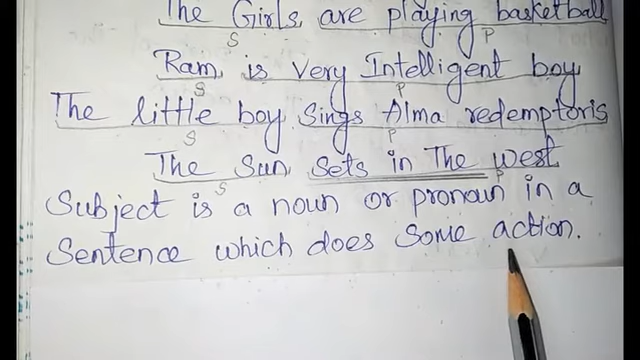 The Girls, are playing basketball
S P
Ram, is very Intelligent boy
S P
The little boy Sings Alma redemptoris
S P
The Sun, Sets in The west
S P
Subject is a noun or pronoun in a
Sentence which does some action.